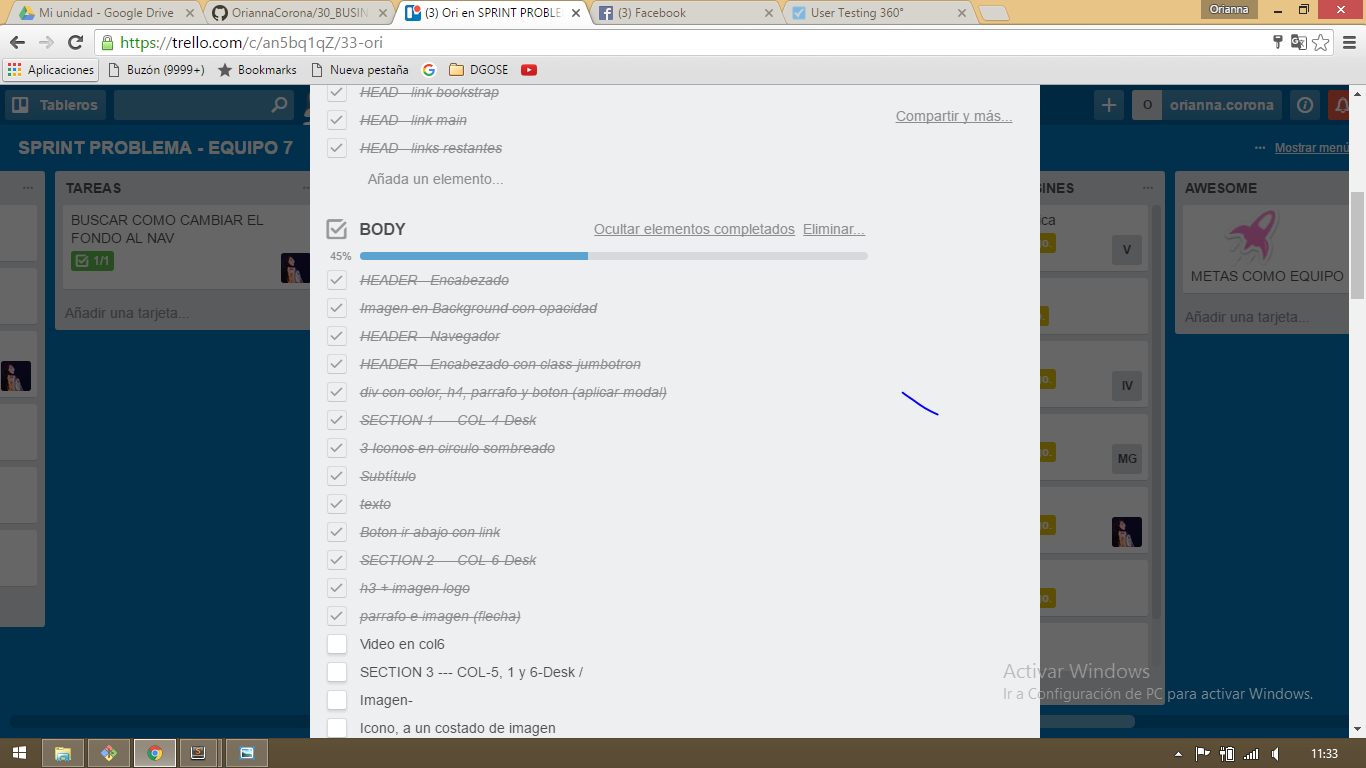 Mi unidad - Google Drive
OriannaCorona/30_BUSIN
(3) Ori en SPRINT PROBLE
(3) Facebook
User Testing 360°
Orianna
https://trello.com/c/an5bq1qZ/33-ori
Aplicaciones
Buzón (9999+)
Bookmarks
Nueva pestaña
DGOSE
Tableros
O
orianna.corona
SPRINT PROBLEMA - EQUIPO 7
Mostrar menú
HEAD - link bookstrap
HEAD - link main
HEAD - links restantes
Añada un elemento...
Compartir y más...
TAREAS
BUSCAR COMO CAMBIAR EL
FONDO AL NAV
1/1
Añadir una tarjeta...
BODY
Ocultar elementos completados
Eliminar...
45%
HEADER - Encabezado
Imagen en Background con opacidad
HEADER - Navegador
HEADER - Encabezado con class jumbotron
div con color, h4, parrafo y boton (aplicar modal)
SECTION 1 --- COL-4-Desk
3 Iconos en circulo sombreado
Subtítulo
texto
Boton ir abajo con link
SECTION 2 --- COL-6-Desk
h3 + imagen logo
parrafo e imagen (flecha)
Video en col6
SECTION 3 --- COL-5, 1 y 6-Desk /
Imagen-
Icono, a un costado de imagen
SINES
ca
o.
V
o.
o.
IV
o.
MG
o.
o.
AWESOME
METAS COMO EQUIPO
Añadir una tarjeta...
Activar Windows
Ir a Configuración de PC para activar Windows.
11:33